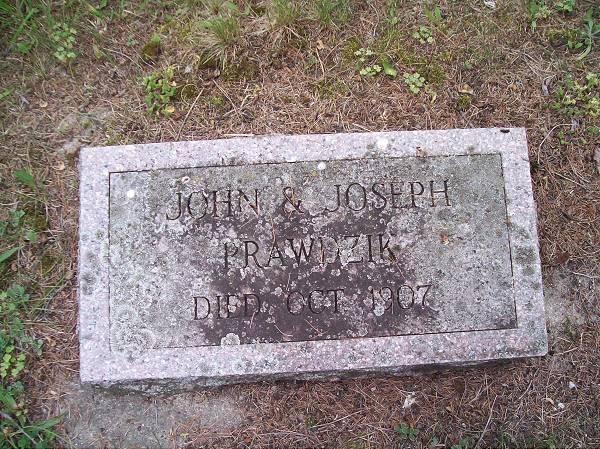 JOHN & JOSEPH
PRAWDZIK
DIED OCT 1907